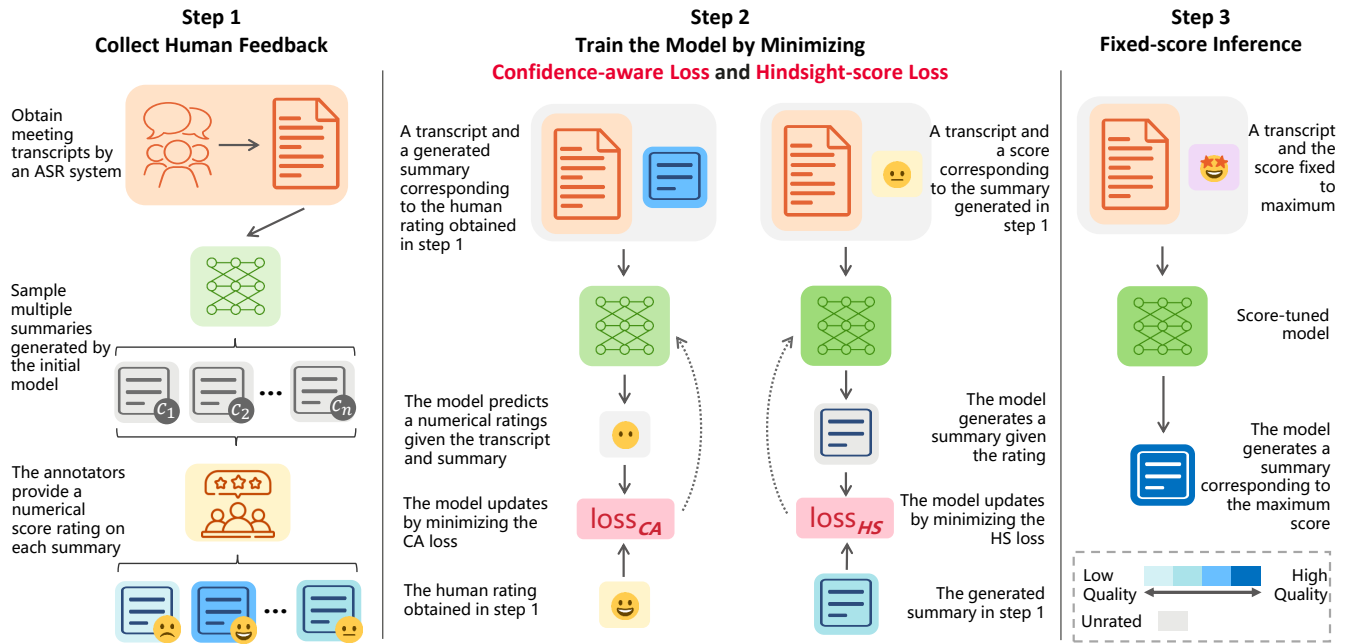 Step 1
Collect Human Feedback
Obtain
meeting
transcripts by
an ASR system
Sample
multiple
summaries
generated by
the initial
model
C1
C2
...
Cn
The annotators
provide a
numerical
score rating on
each summary
...
Step 2
Train the Model by Minimizing
Confidence-aware Loss and Hindsight-score Loss
A transcript and
a generated
summary
corresponding
to the human
rating obtained
in step 1
The model predicts
a numerical ratings
given the transcript
and summary
The model updates
by minimizing the
CA loss
lossCA
The human rating
obtained in step 1
A transcript and
a score
corresponding
to the summary
generated in
step 1
The model
generates a
summary given
the rating
lossHS
The model updates
by minimizing the
HS loss
The generated
summary in step 1
Step 3
Fixed-score Inference
A transcript
and the
score fixed
to
maximum
Score-tuned
model
The model
generates a
summary
corresponding to
the maximum
score
Low
Quality
High
Quality
Unrated